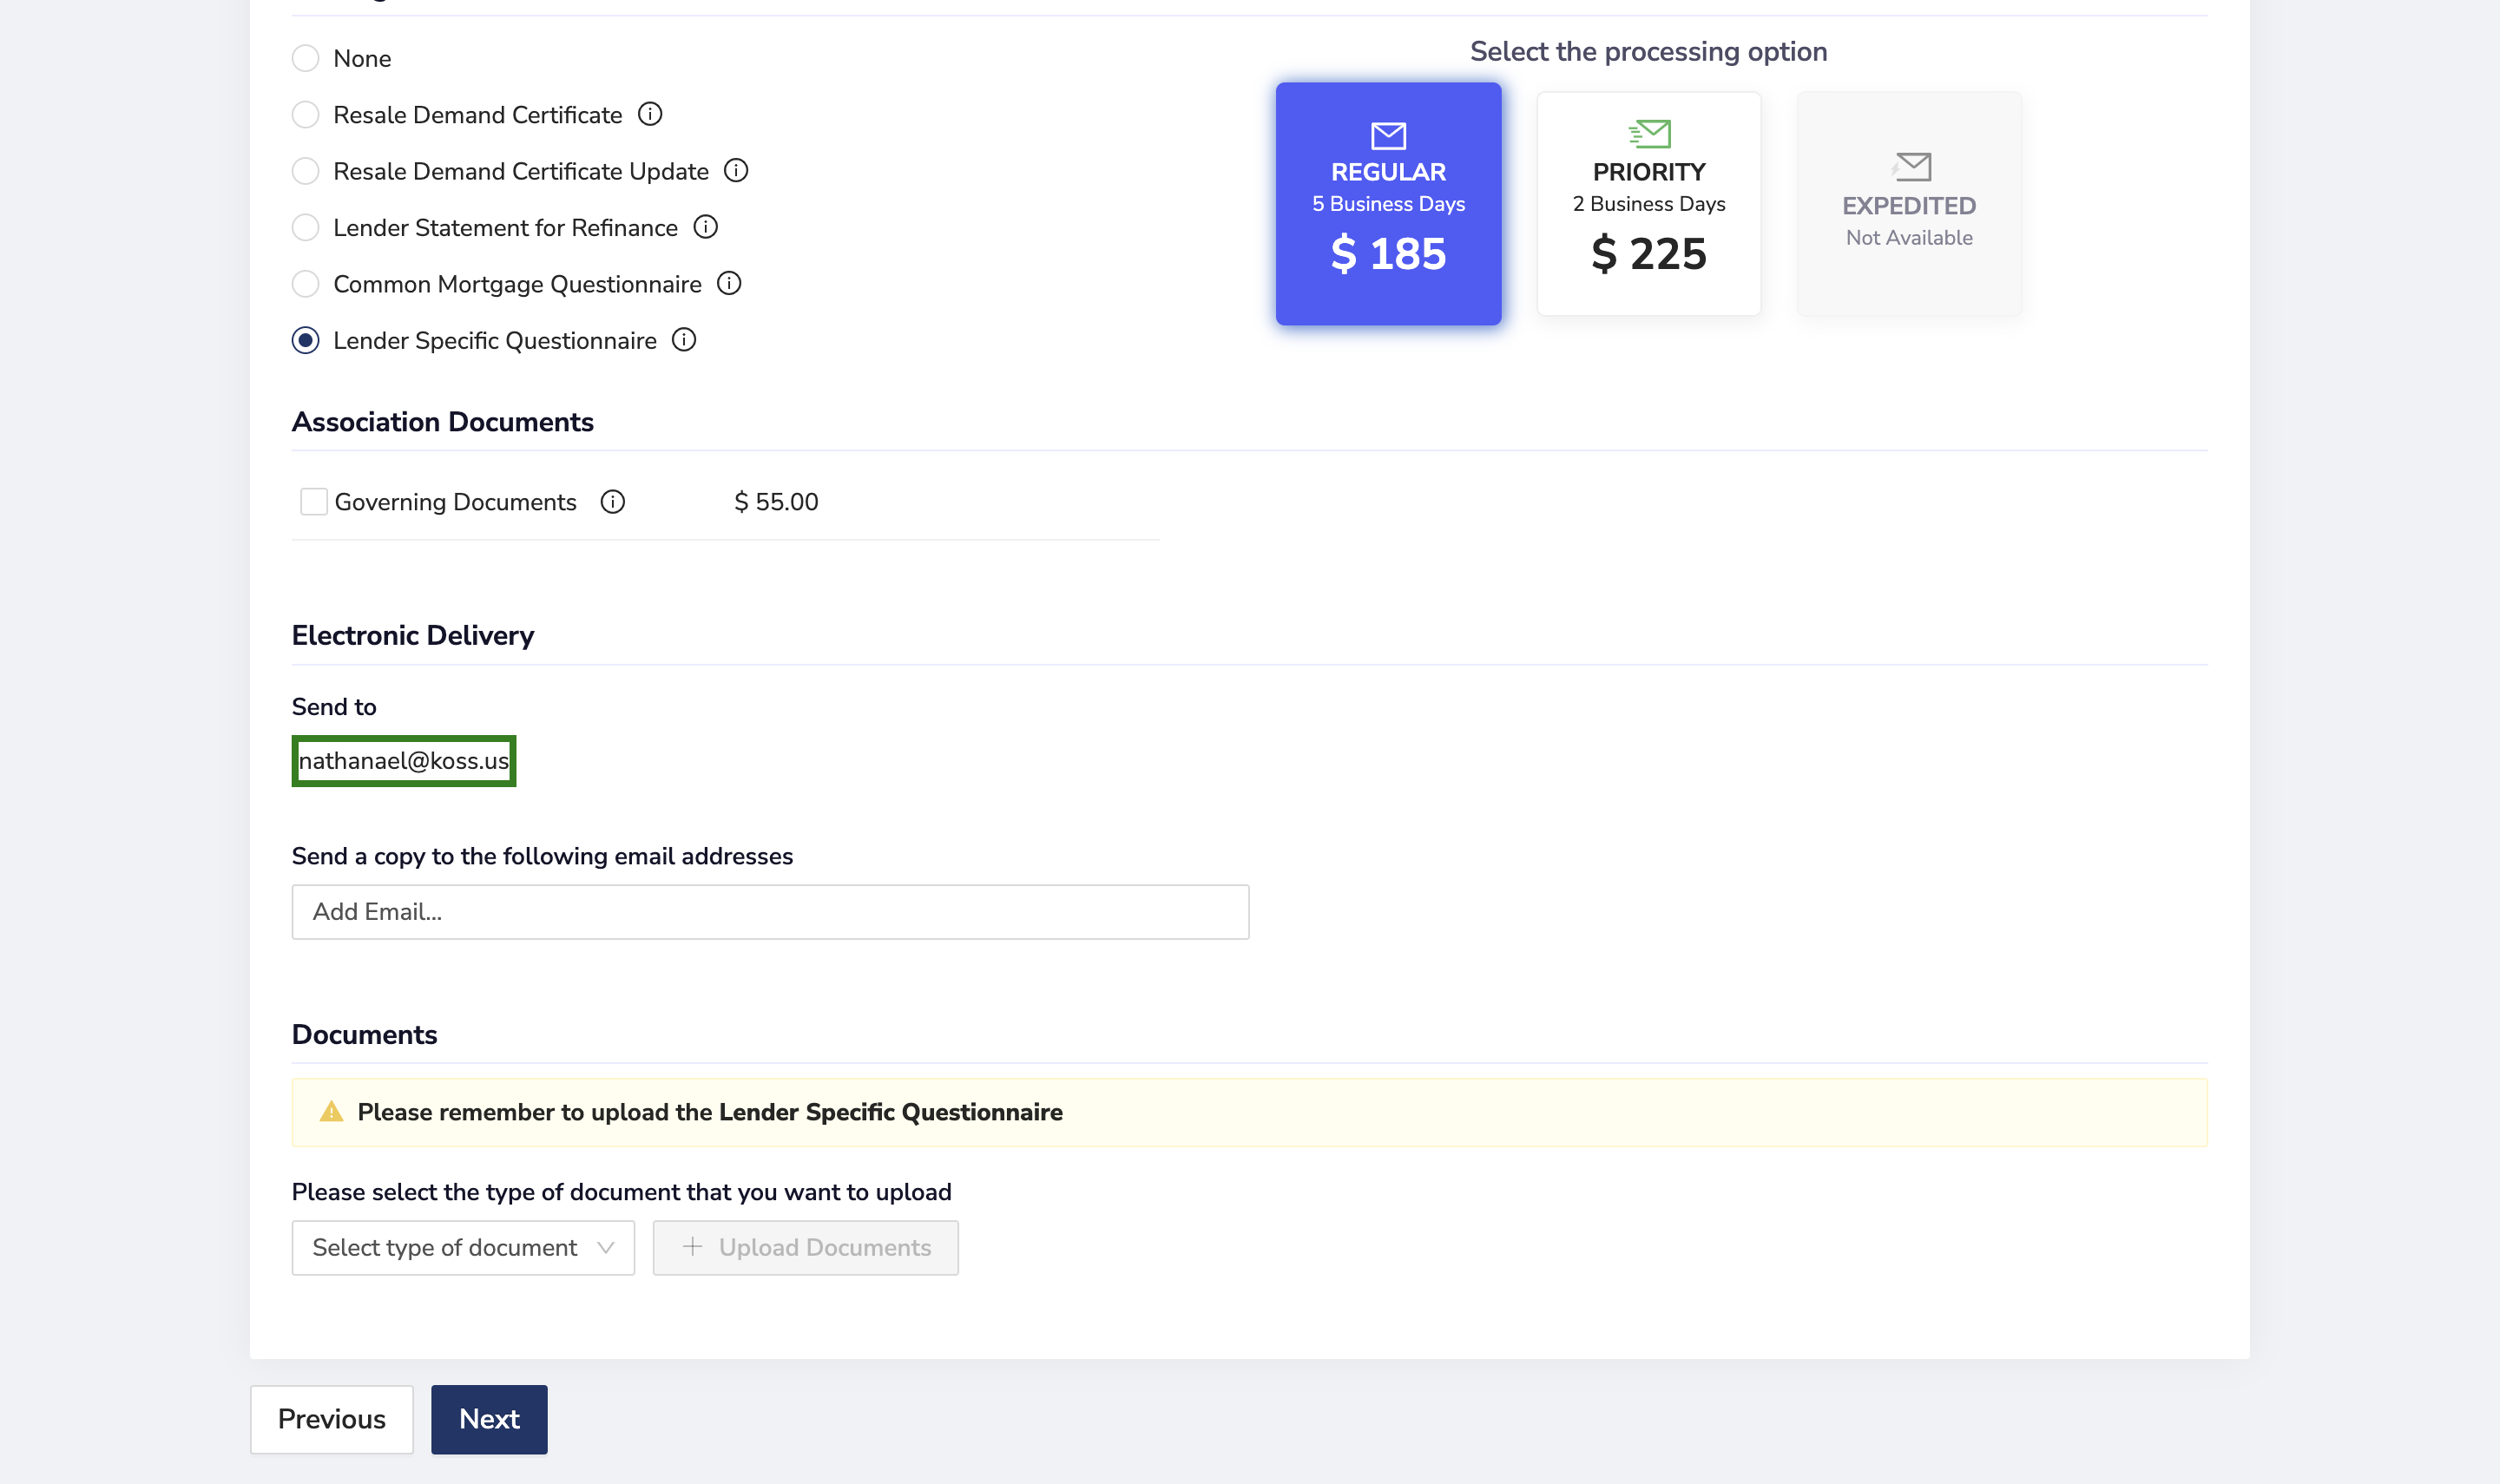 None
Resale Demand Certificate
Resale Demand Certificate Update
Lender Statement for Refinance
Common Mortgage Questionnaire
Lender Specific Questionnaire
Select the processing option
REGULAR
5 Business Days
$ 185
PRIORITY
2 Business Days
$ 225
EXPEDITED
Not Available
Association Documents
Governing Documents $ 55.00
Electronic Delivery
Send to
nathanael@koss.us
Send a copy to the following email addresses
Add Email...
Documents
Please remember to upload the Lender Specific Questionnaire
Please select the type of document that you want to upload
Select type of document
Upload Documents
Previous
Next